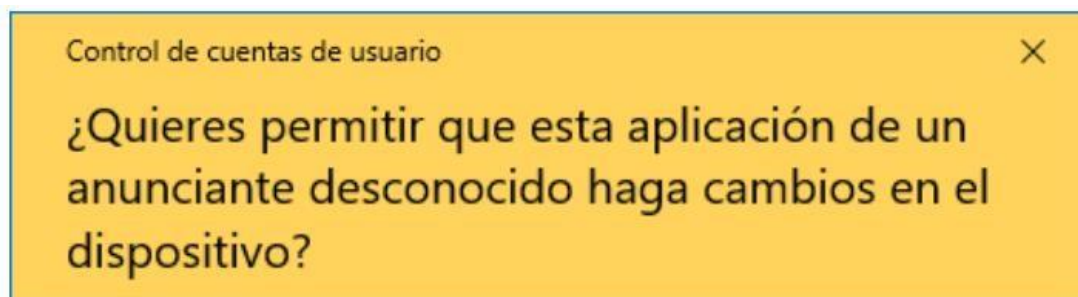 Control de cuentas de usuario
¿Quieres permitir que esta aplicación de un
anunciante desconocido haga cambios en el
dispositivo?